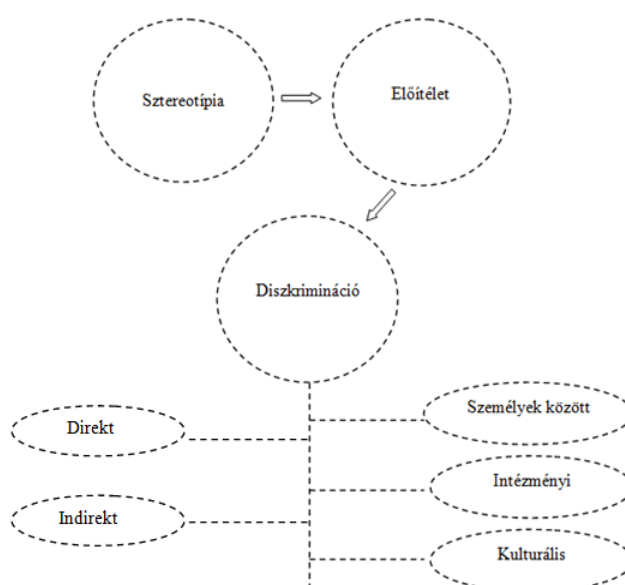 Sztereotípia
Előítélet
Diszkrimináció
Direkt
Indirekt
Személyek között
Intézményi
Kulturális